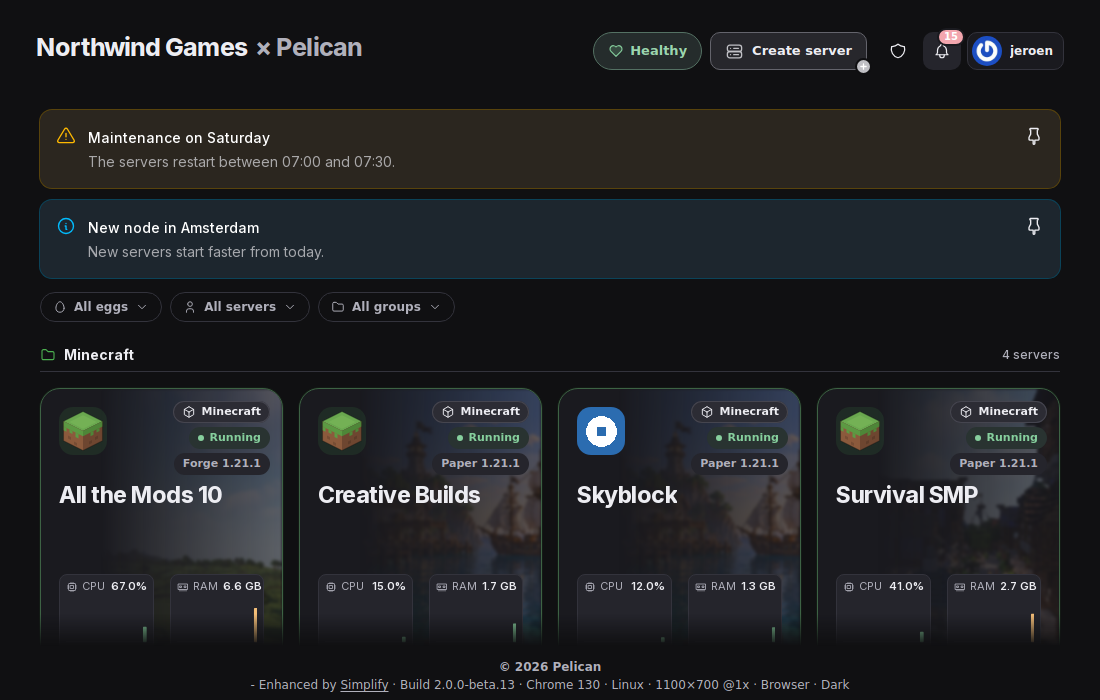 Northwind Games × Pelican
Healthy
Create server
15
jeroen
Maintenance on Saturday
The servers restart between 07:00 and 07:30.
New node in Amsterdam
New servers start faster from today.
All eggs
All servers
All groups
Minecraft
4 servers
Minecraft
Running
Forge 1.21.1
All the Mods 10
CPU 67.0%
RAM 6.6 GB
Minecraft
Running
Paper 1.21.1
Creative Builds
CPU 15.0%
RAM 1.7 GB
Minecraft
Running
Paper 1.21.1
Skyblock
CPU 12.0%
RAM 1.3 GB
Minecraft
Running
Paper 1.21.1
Survival SMP
CPU 41.0%
RAM 2.7 GB
© 2026 Pelican
- Enhanced by Simplify · Build 2.0.0-beta.13 · Chrome 130 · Linux · 1100×700 @1x · Browser · Dark